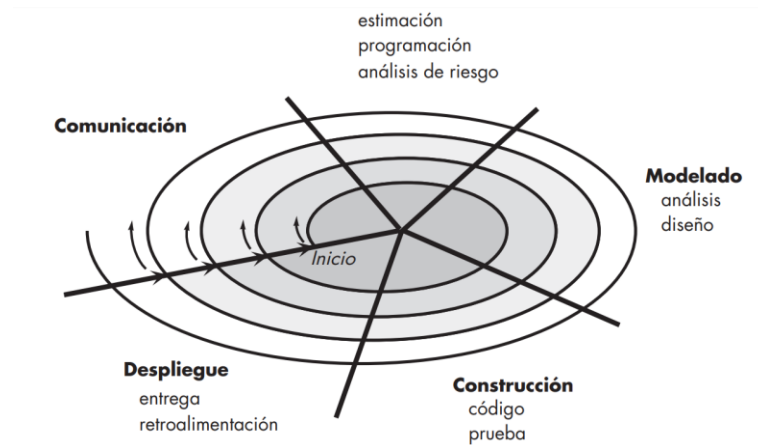 estimación
programación
análisis de riesgo
Comunicación
Modelado
análisis
diseño
Inicio
Despliegue
entrega
retroalimentación
Construcción
código
prueba